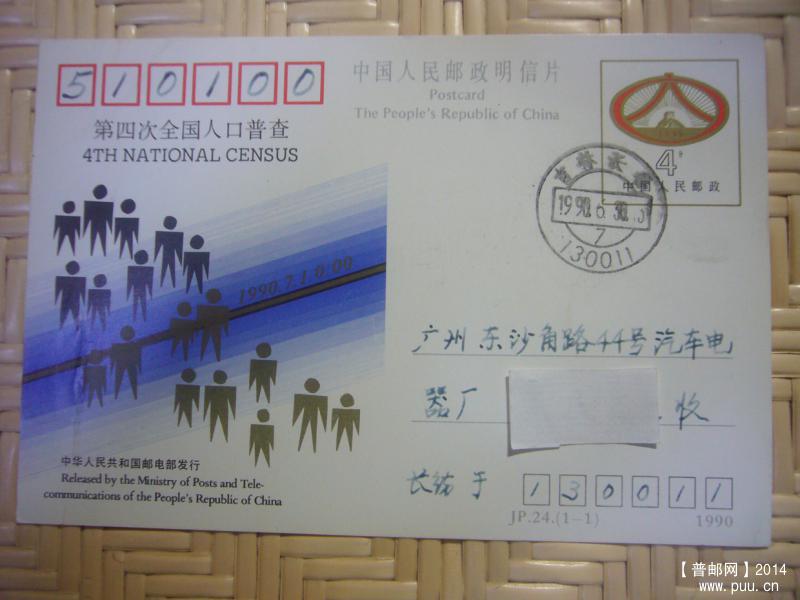 510100
中国人民邮政明信片
Postcard
The People's Republic of China
第四次全国人口普查
4TH NATIONAL CENSUS
4
中国人民邮政
吉林长春
1990.6.30
7
130011
1990.7.1.0:00
广州东沙角路44号汽车电
器厂 收
中华人民共和国邮电部发行
Released by the Ministry of Posts and Tele-
communications of the People's Republic of China
于 130011
JP.24.(1-1) 1990
【普邮网】2014
www.puu.cn